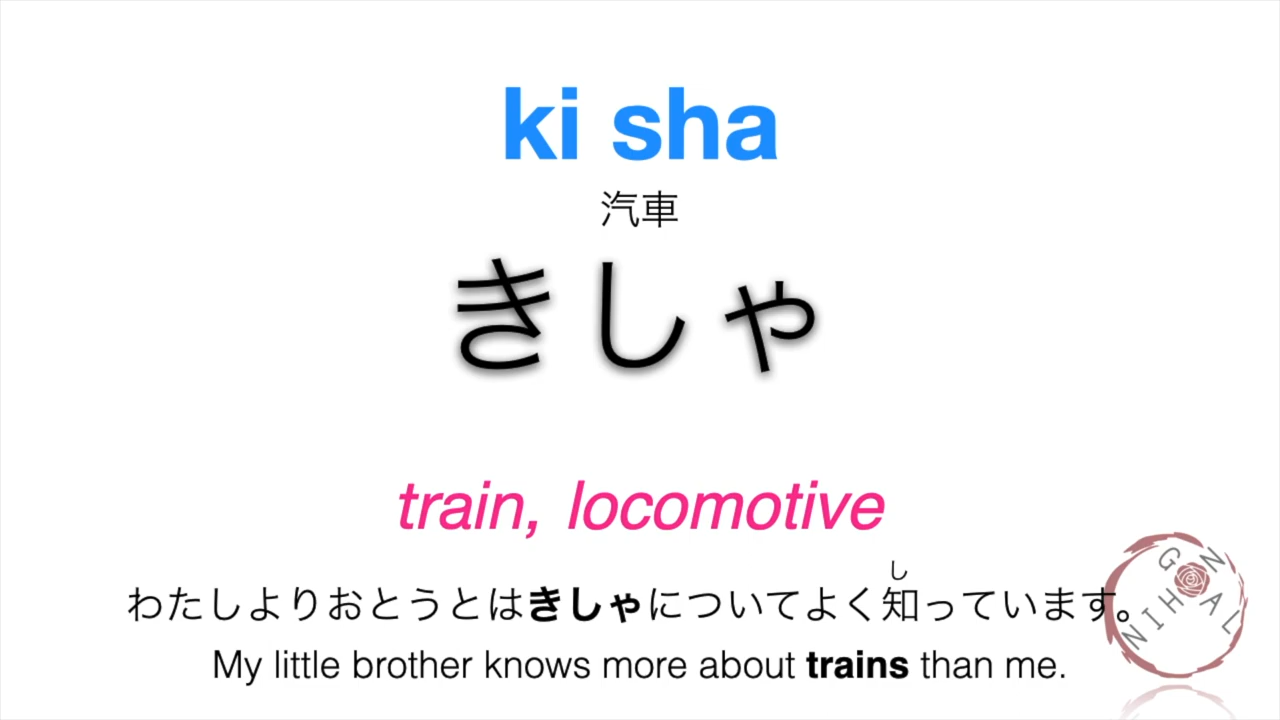 ki sha
汽車
きしゃ
train, locomotive
し
わたしよりおとうとはきしゃについてよく知っています。
My little brother knows more about trains than me.
NIHONGONAL